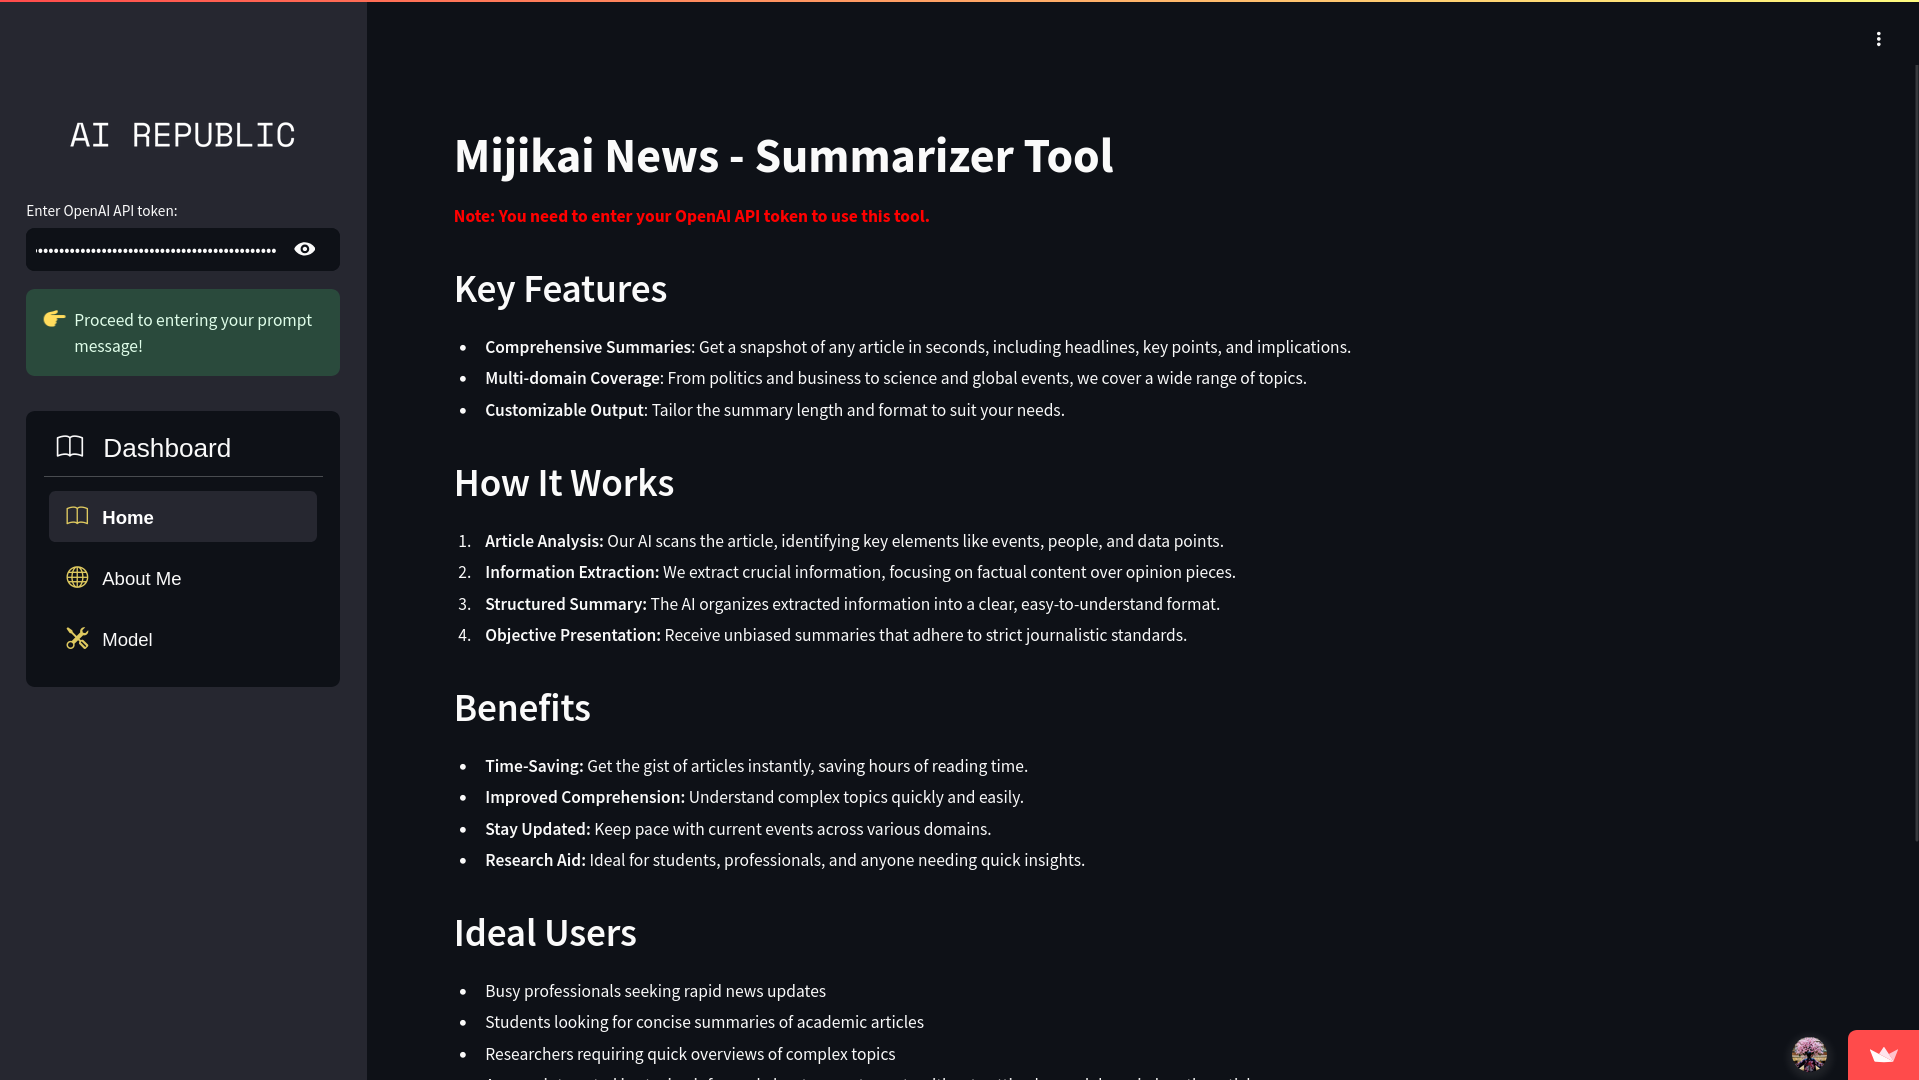 AI REPUBLIC
Enter OpenAI API token:
Proceed to entering your prompt
message!
Dashboard
Home
About Me
Model
Mijikai News - Summarizer Tool
Note: You need to enter your OpenAI API token to use this tool.
Key Features
• Comprehensive Summaries: Get a snapshot of any article in seconds, including headlines, key points, and implications.
• Multi-domain Coverage: From politics and business to science and global events, we cover a wide range of topics.
• Customizable Output: Tailor the summary length and format to suit your needs.
How It Works
1. Article Analysis: Our AI scans the article, identifying key elements like events, people, and data points.
2. Information Extraction: We extract crucial information, focusing on factual content over opinion pieces.
3. Structured Summary: The AI organizes extracted information into a clear, easy-to-understand format.
4. Objective Presentation: Receive unbiased summaries that adhere to strict journalistic standards.
Benefits
• Time-Saving: Get the gist of articles instantly, saving hours of reading time.
• Improved Comprehension: Understand complex topics quickly and easily.
• Stay Updated: Keep pace with current events across various domains.
• Research Aid: Ideal for students, professionals, and anyone needing quick insights.
Ideal Users
• Busy professionals seeking rapid news updates
• Students looking for concise summaries of academic articles
• Researchers requiring quick overviews of complex topics